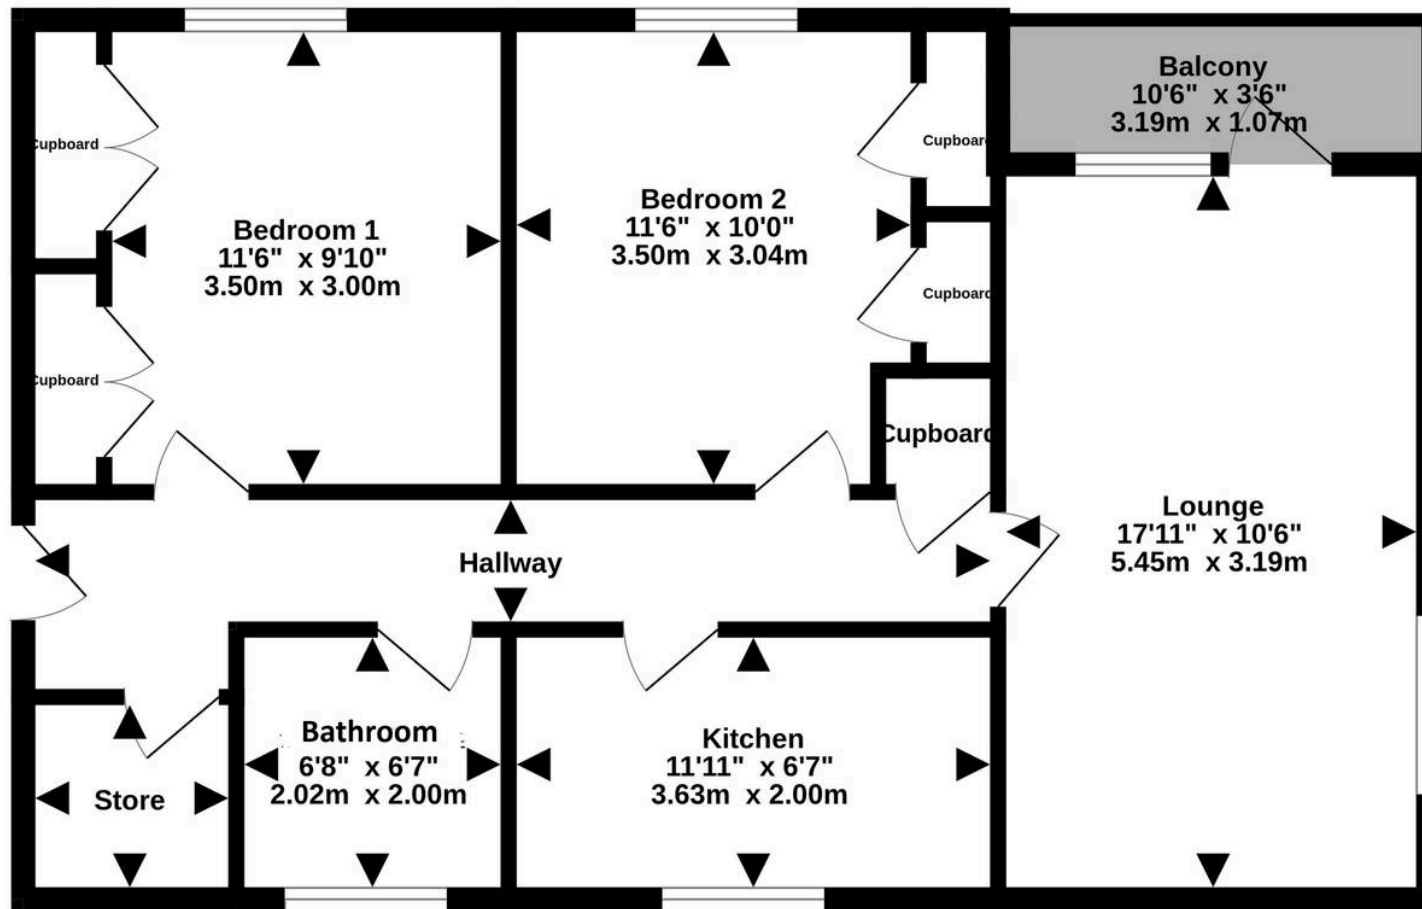 Balcony
10'6" x 3'6"
3.19m x 1.07m
Cupboard
Cupboard
Bedroom 1
11'6" x 9'10"
3.50m x 3.00m
Bedroom 2
11'6" x 10'0"
3.50m x 3.04m
Cupboard
Cupboard
Cupboard
Cupboard
Lounge
17'11" x 10'6"
5.45m x 3.19m
Hallway
Bathroom
6'8" x 6'7"
2.02m x 2.00m
Kitchen
11'11" x 6'7"
3.63m x 2.00m
Store